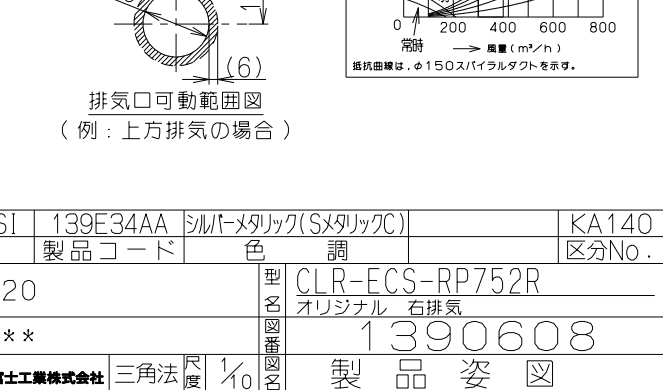 (6)
排気口可動範囲図
(例:上方排気の場合)
0 200 400 600 800
常時 → 風量(m³/h)
抵抗曲線は,φ150スパイラルダクトを示す。
SI 139E34AA シルバーメタリック(SメタリックC) KA140
製品コード 色調 区分No.
20 型名 CLR-ECS-RP752R
オリジナル 右排気
** 図番 1390608
富士工業株式会社 三角法 尺度 1/10 図名 製品姿図